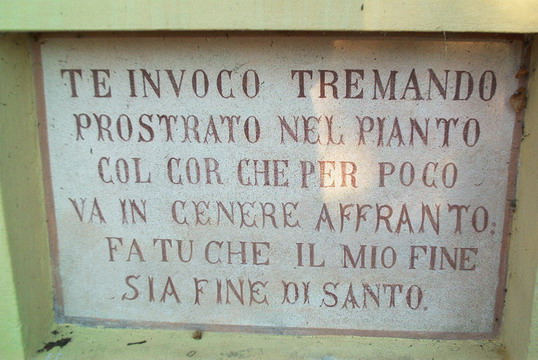 TE INVOCO TREMANDO
PROSTRATO NEL PIANTO
COL COR CHE PER POCO
VA IN CENERE AFFRANTO:
FA TU CHE IL MIO FINE
SIA FINE DI SANTO.